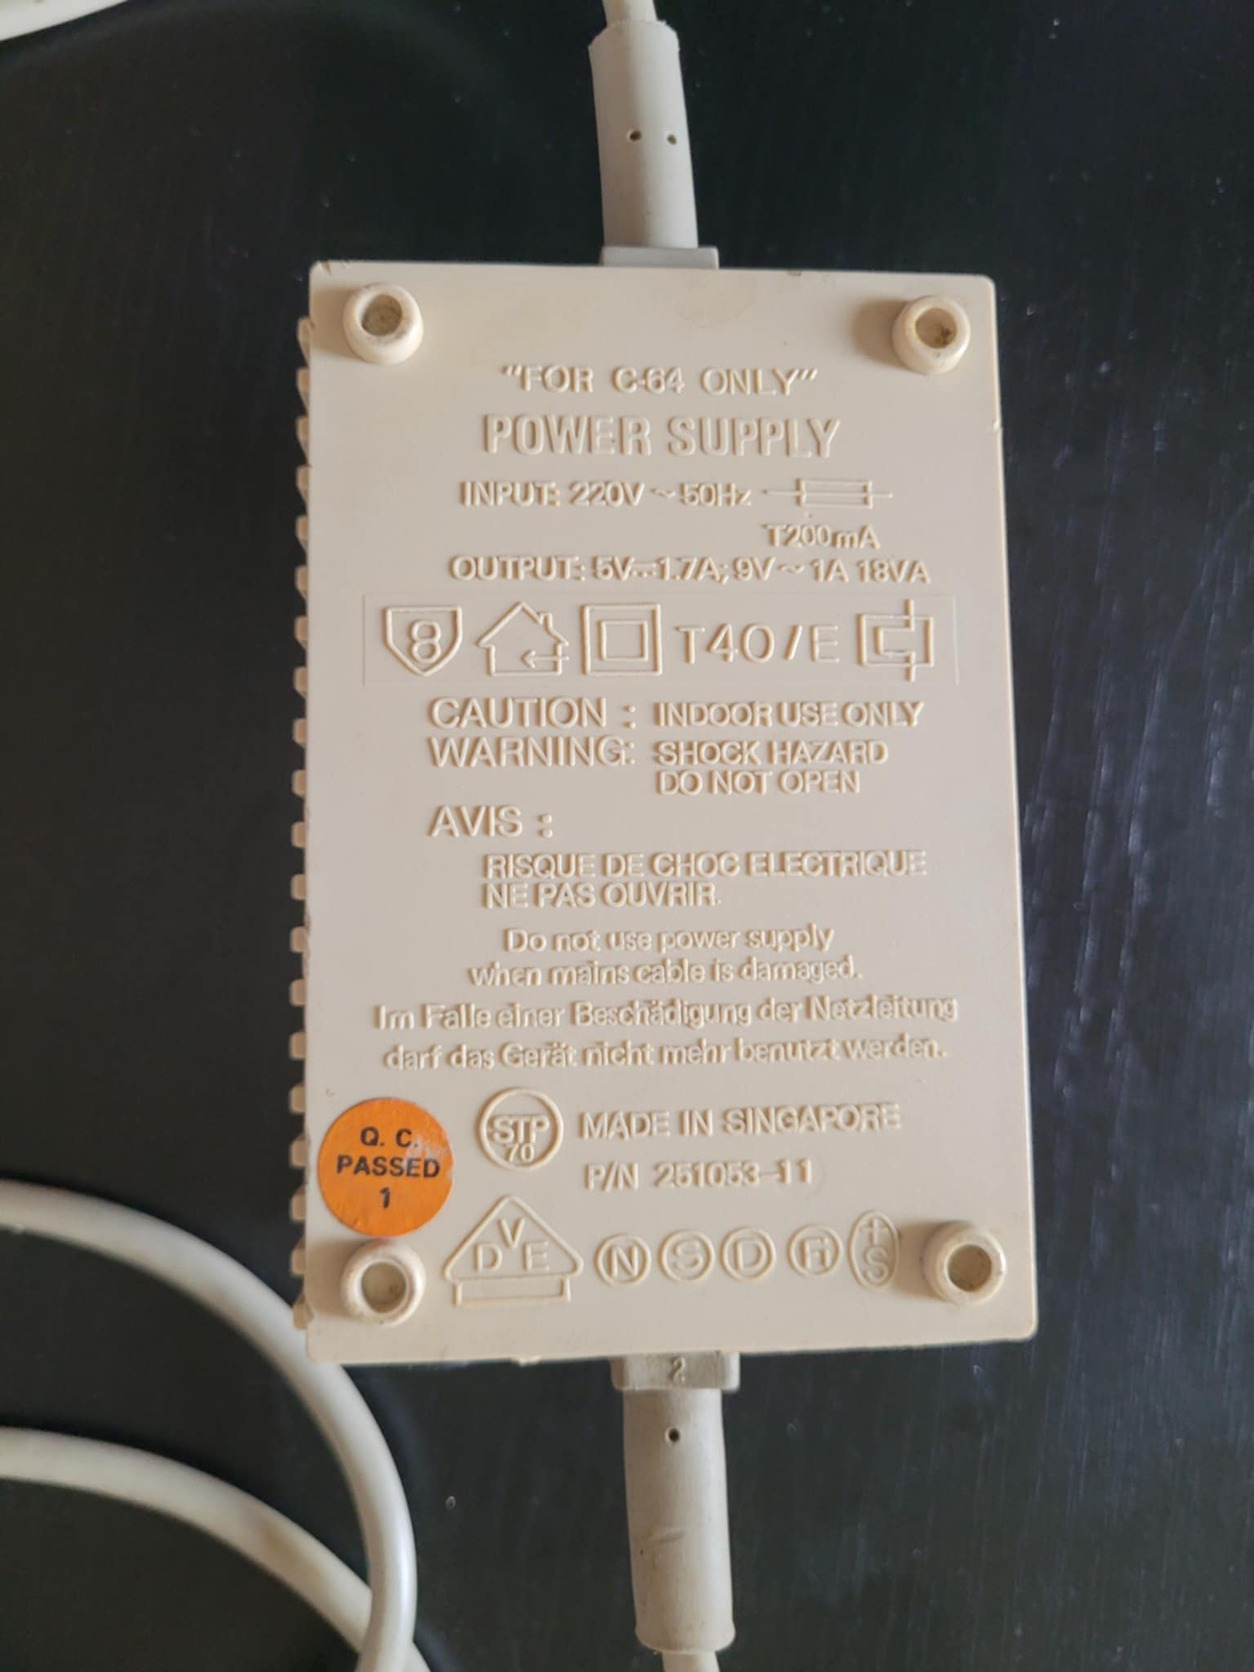 "FOR C-64 ONLY"
POWER SUPPLY
INPUT: 220V ~ 50Hz
T200mA
OUTPUT: 5V⎓1.7A; 9V ~ 1A 18VA
8 T40/E
CAUTION : INDOOR USE ONLY
WARNING: SHOCK HAZARD
DO NOT OPEN
AVIS :
RISQUE DE CHOC ELECTRIQUE
NE PAS OUVRIR.
Do not use power supply
when mains cable is damaged.
Im Falle einer Beschädigung der Netzleitung
darf das Gerät nicht mehr benutzt werden.
STP
70
MADE IN SINGAPORE
P/N 251053-11
Q. C.
PASSED
1
DVE N S D FI +S
2